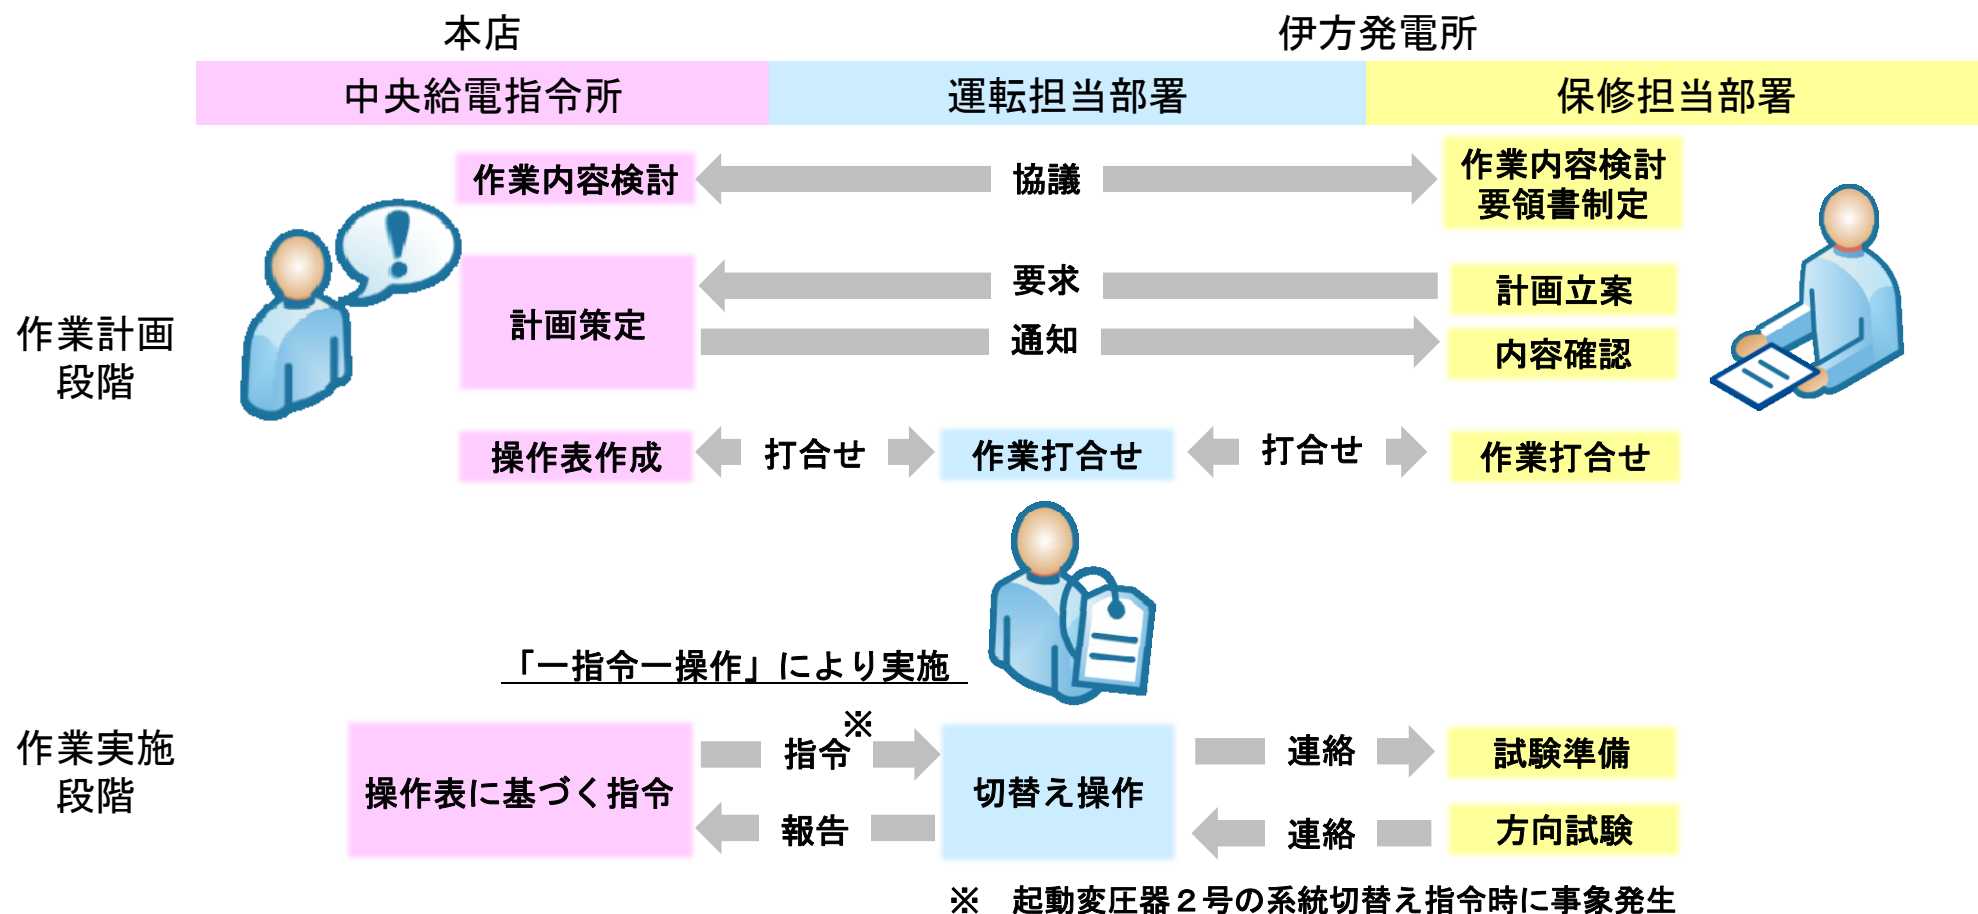 本店
伊方発電所
中央給電指令所
運転担当部署
保修担当部署
作業内容検討
協議
作業内容検討
要領書制定
作業計画
段階
計画策定
要求
計画立案
通知
内容確認
操作表作成
打合せ
作業打合せ
打合せ
作業打合せ
「一指令一操作」により実施
作業実施
段階
操作表に基づく指令
指令※
切替え操作
連絡
試験準備
報告
連絡
方向試験
※　起動変圧器２号の系統切替え指令時に事象発生